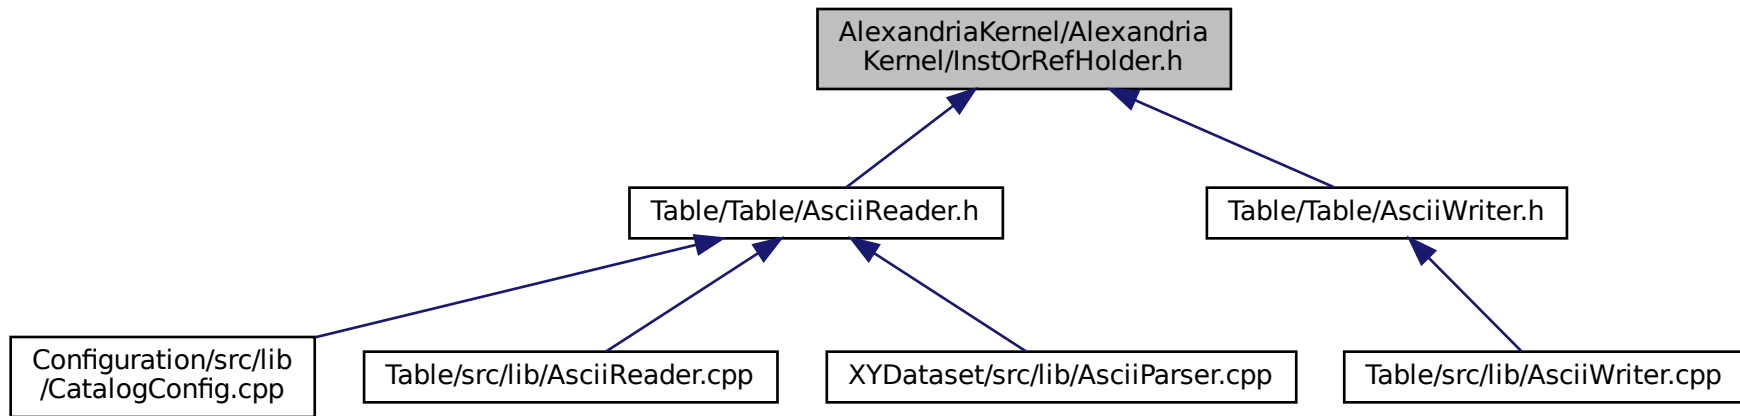 AlexandriaKernel/Alexandria
Kernel/InstOrRefHolder.h
Table/Table/AsciiReader.h
Table/Table/AsciiWriter.h
Configuration/src/lib
/CatalogConfig.cpp
Table/src/lib/AsciiReader.cpp
XYDataset/src/lib/AsciiParser.cpp
Table/src/lib/AsciiWriter.cpp